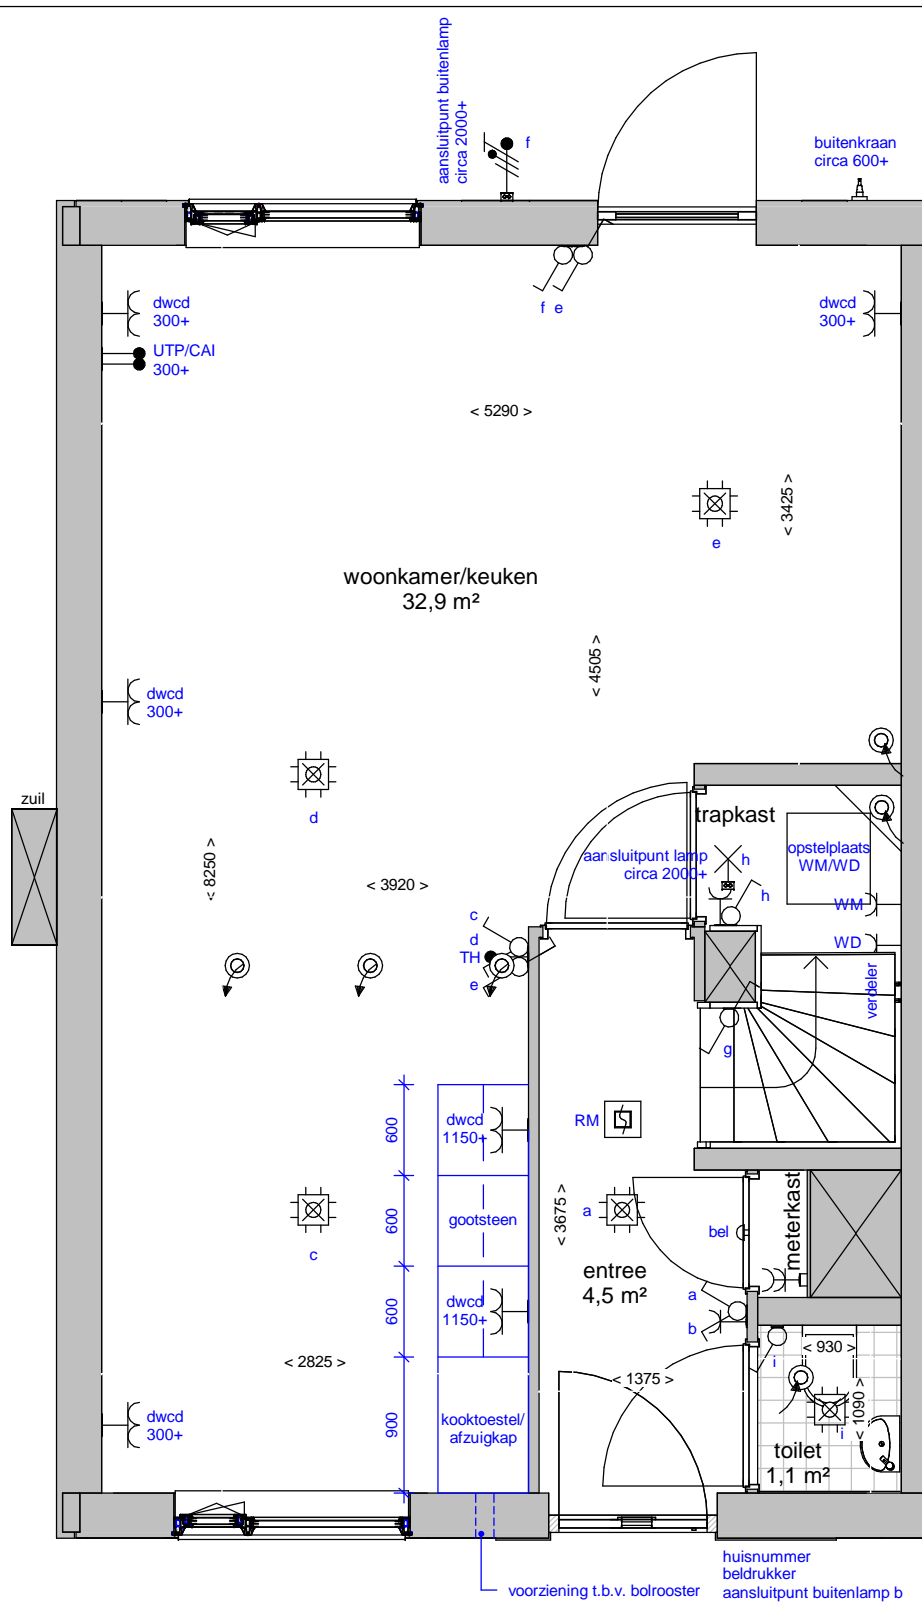 aansluitpunt buitenlamp
circa 2000+
f
buitenkraan
circa 600+
f e
dwcd
300+
dwcd
300+
UTP/CAI
300+
< 5290 >
< 3425 >
e
woonkamer/keuken
32,9 m²
< 4505 >
dwcd
300+
zuil
d
trapkast
aansluitpunt lamp
circa 2000+
h
h
opstelplaats
WM/WD
< 8250 >
< 3920 >
WM
WD
c
d
TH
e
verdeler
g
600
dwcd
1150+
RM
600
gootsteen
c
< 3675 >
a
bel
meterkast
entree
4,5 m²
600
dwcd
1150+
a
b
< 2825 >
i
< 930 >
< 1375 >
< 1090 >
900
kooktoestel/
afzuigkap
dwcd
300+
i
toilet
1,1 m²
huisnummer
beldrukker
aansluitpunt buitenlamp b
voorziening t.b.v. bolrooster